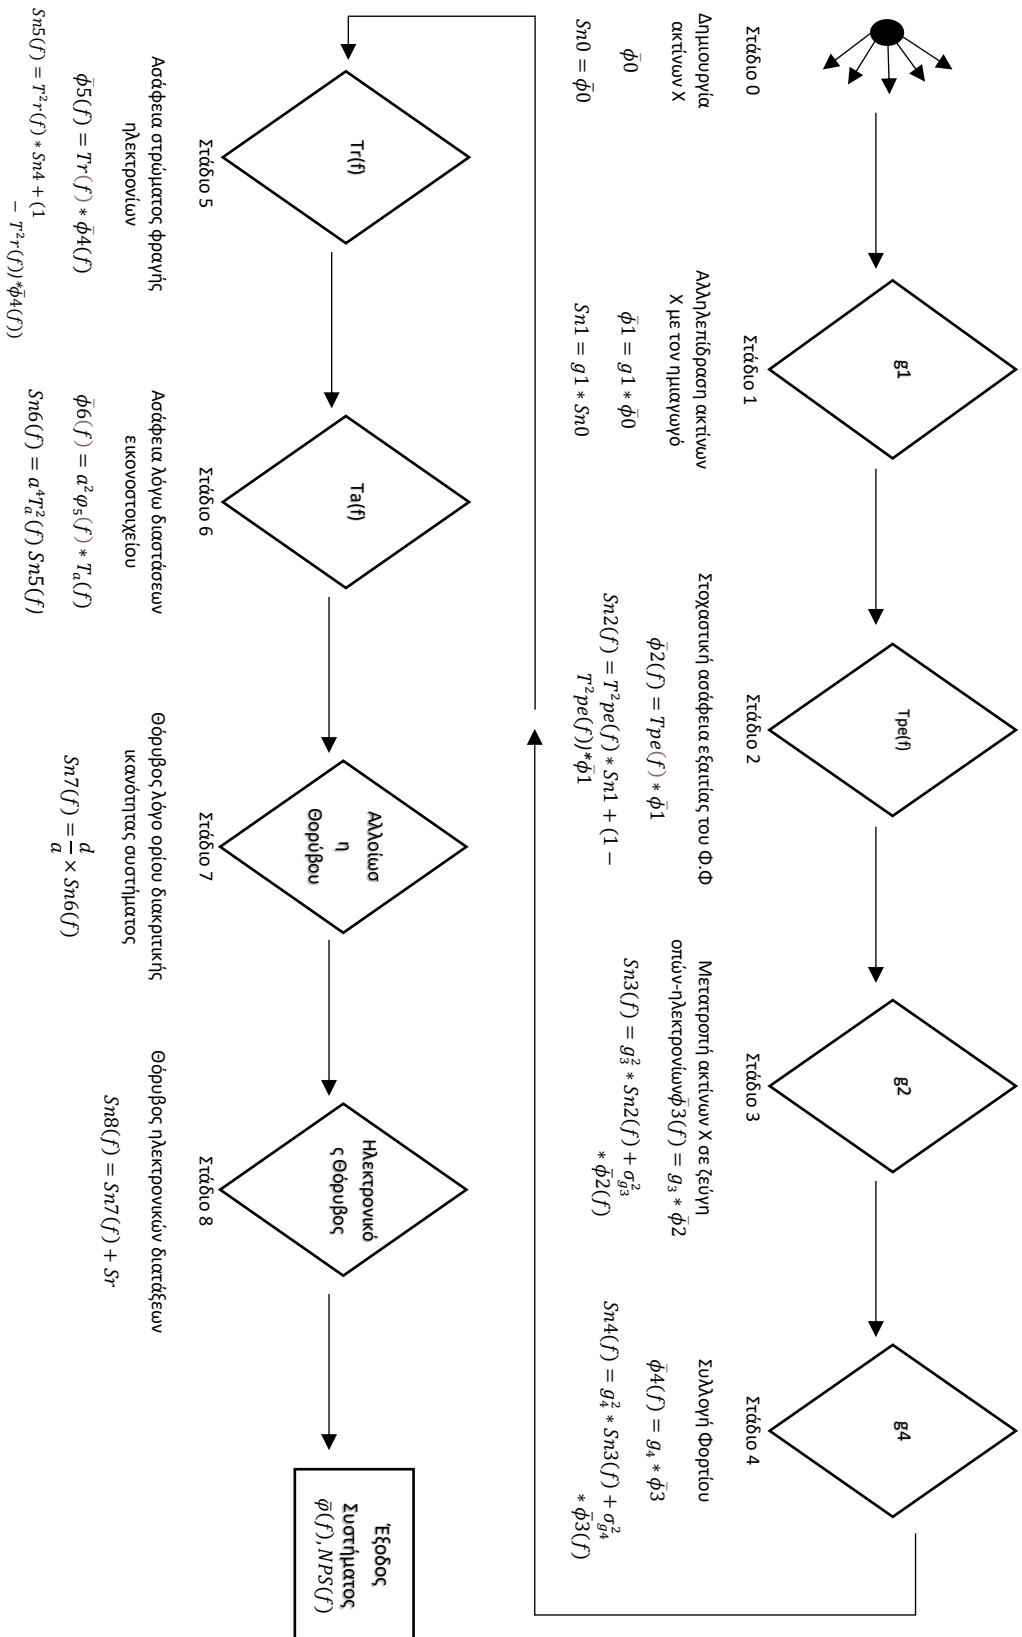 Στάδιο 0
Δημιουργία
ακτίνων Χ
ϕ̄0
Sn0 = ϕ̄0
g1
Στάδιο 1
Αλληλεπίδραση ακτίνων
Χ με τον ημιαγωγό
ϕ̄1 = g1 ∗ ϕ̄0
Sn1 = g1 ∗ Sn0
Tpe(f)
Στάδιο 2
Στοχαστική ασάφεια εξαιτίας του Φ.Φ
ϕ̄2(f) = Tpe(f) ∗ ϕ̄1
Sn2(f) = T²pe(f) ∗ Sn1 + (1 −
T²pe(f))*ϕ̄1
g2
Στάδιο 3
Μετατροπή ακτίνων Χ σε ζεύγη
οπών-ηλεκτρονίωνϕ̄3(f) = g₃ ∗ ϕ̄2
Sn3(f) = g₃² ∗ Sn2(f) + σ_g3²
∗ ϕ̄2(f)
g4
Στάδιο 4
Συλλογή Φορτίου
ϕ̄4(f) = g₄ ∗ ϕ̄3
Sn4(f) = g₄² ∗ Sn3(f) + σ_g4²
∗ ϕ̄3(f)
Tr(f)
Στάδιο 5
Ασάφεια στρώματος φραγής
ηλεκτρονίων
ϕ̄5(f) = Tr(f) ∗ ϕ̄4(f)
Sn5(f) = T²r(f) ∗ Sn4 + (1
− T²r(f))*ϕ̄4(f))
Ta(f)
Στάδιο 6
Ασάφεια λόγω διαστάσεων
εικονοστοιχείου
ϕ̄6(f) = a²φ₅(f) ∗ Tₐ(f)
Sn6(f) = a⁴Tₐ²(f) Sn5(f)
Αλλοίωσ
η
Θορύβου
Στάδιο 7
Θόρυβος λόγο ορίου διακριτικής
ικανότητας συστήματος
Sn7(f) = d/a × Sn6(f)
Ηλεκτρονικό
ς Θόρυβος
Στάδιο 8
Θόρυβος ηλεκτρονικών διατάξεων
Sn8(f) = Sn7(f) + Sr
Έξοδος
Συστήματος
φ̄(f), NPS(f)